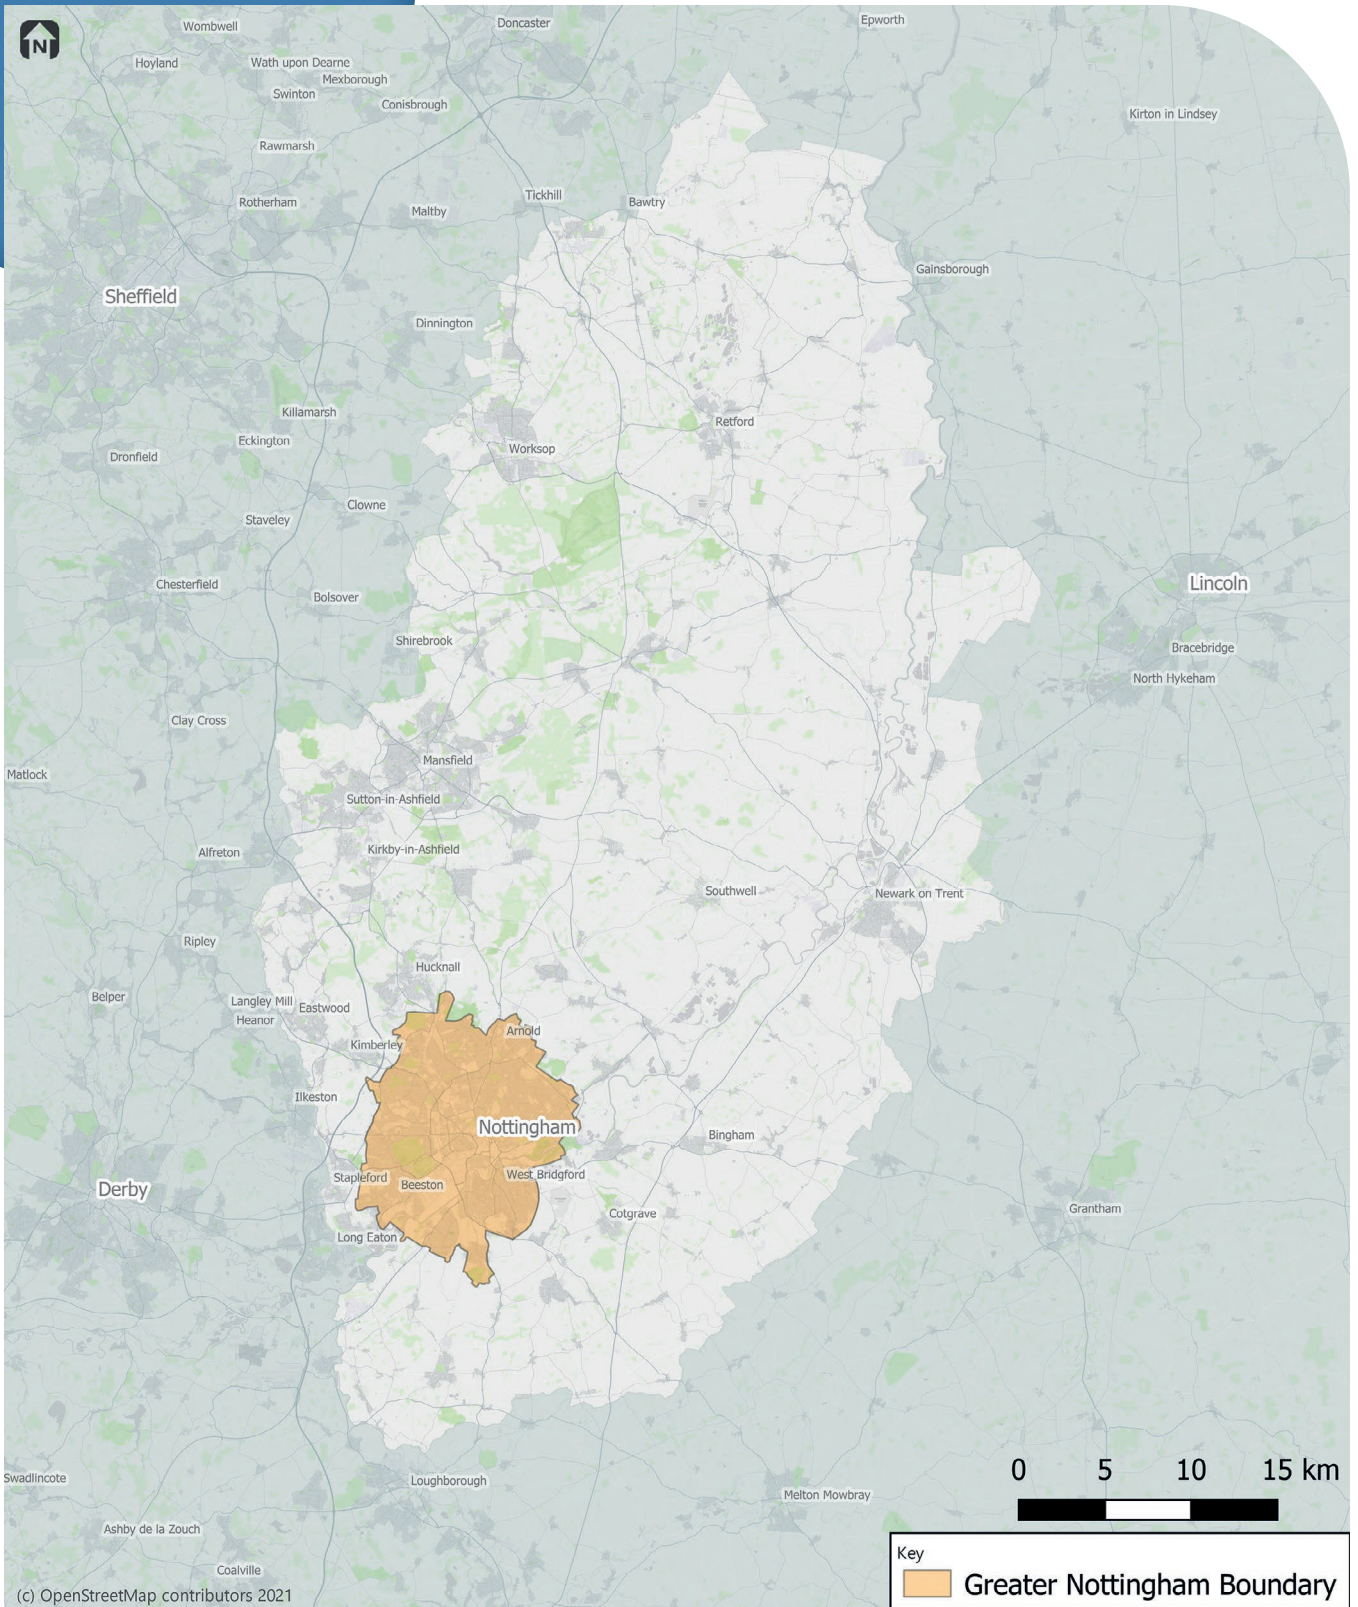 Wombwell
Doncaster
Epworth
N
Hoyland
Wath upon Dearne
Mexborough
Swinton
Conisbrough
Kirton in Lindsey
Rawmarsh
Tickhill
Bawtry
Rotherham
Maltby
Gainsborough
Sheffield
Dinnington
Killamarsh
Retford
Eckington
Worksop
Dronfield
Clowne
Staveley
Chesterfield
Lincoln
Bolsover
Shirebrook
Bracebridge
North Hykeham
Clay Cross
Mansfield
Matlock
Sutton-in-Ashfield
Kirkby-in-Ashfield
Alfreton
Southwell
Newark on Trent
Ripley
Hucknall
Belper
Langley Mill
Eastwood
Heanor
Arnold
Kimberley
Ilkeston
Nottingham
Bingham
Stapleford
West Bridgford
Beeston
Derby
Cotgrave
Grantham
Long Eaton
Swadlincote
Loughborough
Melton Mowbray
Ashby de la Zouch
Coalville
0 5 10 15 km
Key
Greater Nottingham Boundary
(c) OpenStreetMap contributors 2021